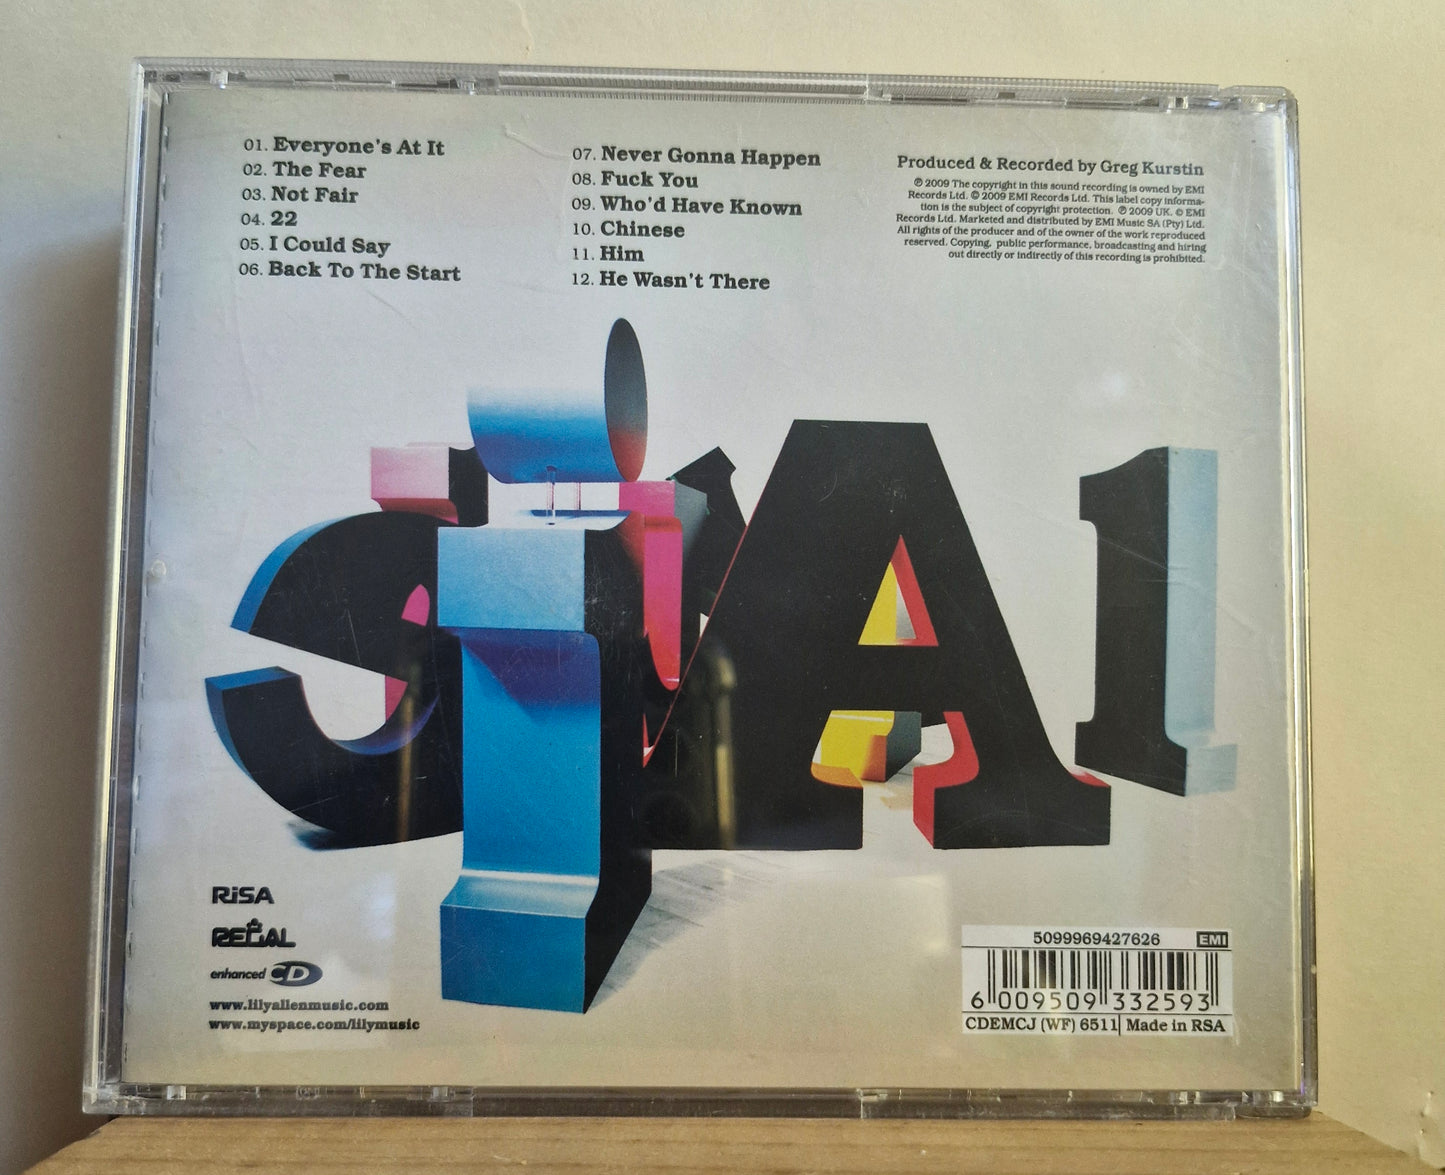 01. Everyone's At It
02. The Fear
03. Not Fair
04. 22
05. I Could Say
06. Back To The Start
07. Never Gonna Happen
08. Fuck You
09. Who'd Have Known
10. Chinese
11. Him
12. He Wasn't There
Produced & Recorded by Greg Kurstin
℗ 2009 The copyright in this sound recording is owned by EMI
Records Ltd. © 2009 EMI Records Ltd. This label copy informa-
tion is the subject of copyright protection. ℗ 2009 UK. © EMI
Records Ltd. Marketed and distributed by EMI Music SA (Pty) Ltd.
All rights of the producer and of the owner of the work reproduced
reserved. Copying, public performance, broadcasting and hiring
out directly or indirectly of this recording is prohibited.
RiSA
REGAL
enhanced CD
www.lilyallenmusic.com
www.myspace.com/lilymusic
5099969427626 EMI
6 009509 332593
CDEMCJ (WF) 6511 Made in RSA